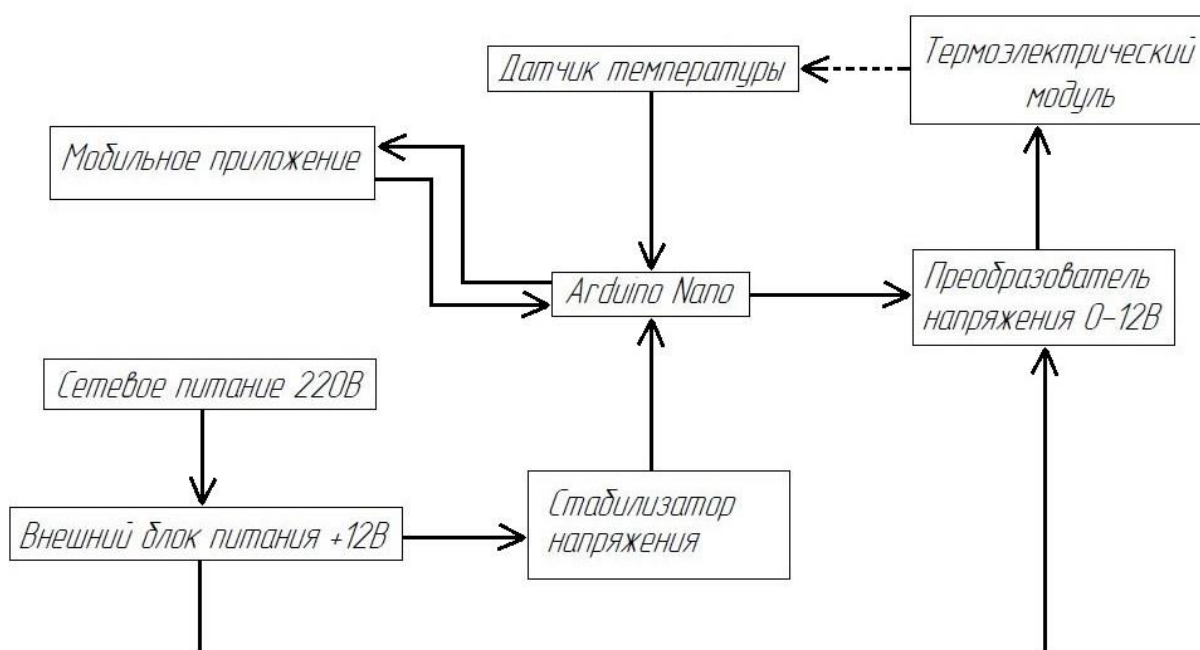 Датчик температуры
Термоэлектрический
модуль
Мобильное приложение
Arduino Nano
Преобразователь
напряжения 0-12В
Сетевое питание 220В
Стабилизатор
напряжения
Внешний блок питания +12В